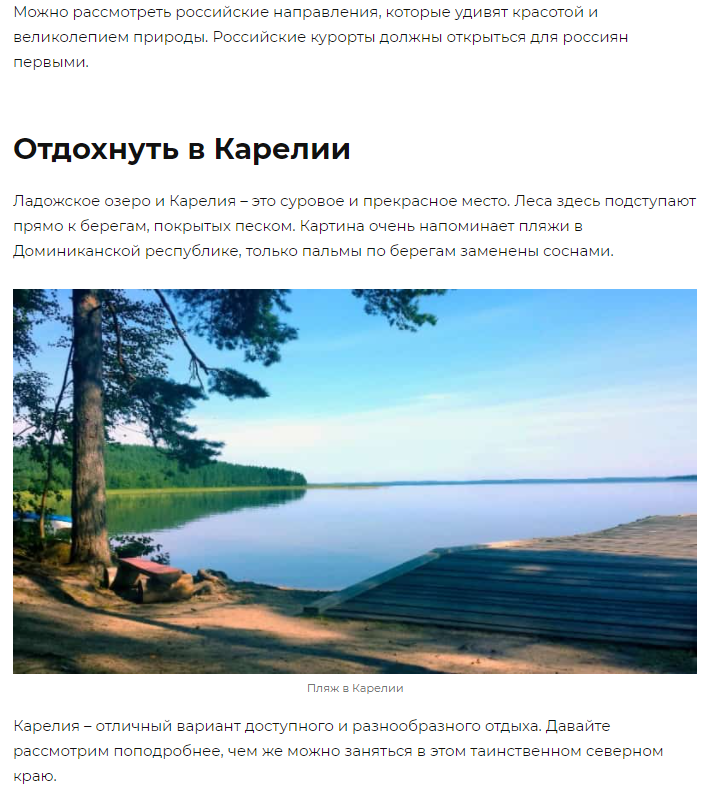 Можно рассмотреть российские направления, которые удивят красотой и
великолепием природы. Российские курорты должны открыться для россиян
первыми.
Отдохнуть в Карелии
Ладожское озеро и Карелия – это суровое и прекрасное место. Леса здесь подступают
прямо к берегам, покрытых песком. Картина очень напоминает пляжи в
Доминиканской республике, только пальмы по берегам заменены соснами.
Пляж в Карелии
Карелия – отличный вариант доступного и разнообразного отдыха. Давайте
рассмотрим поподробнее, чем же можно заняться в этом таинственном северном
краю.